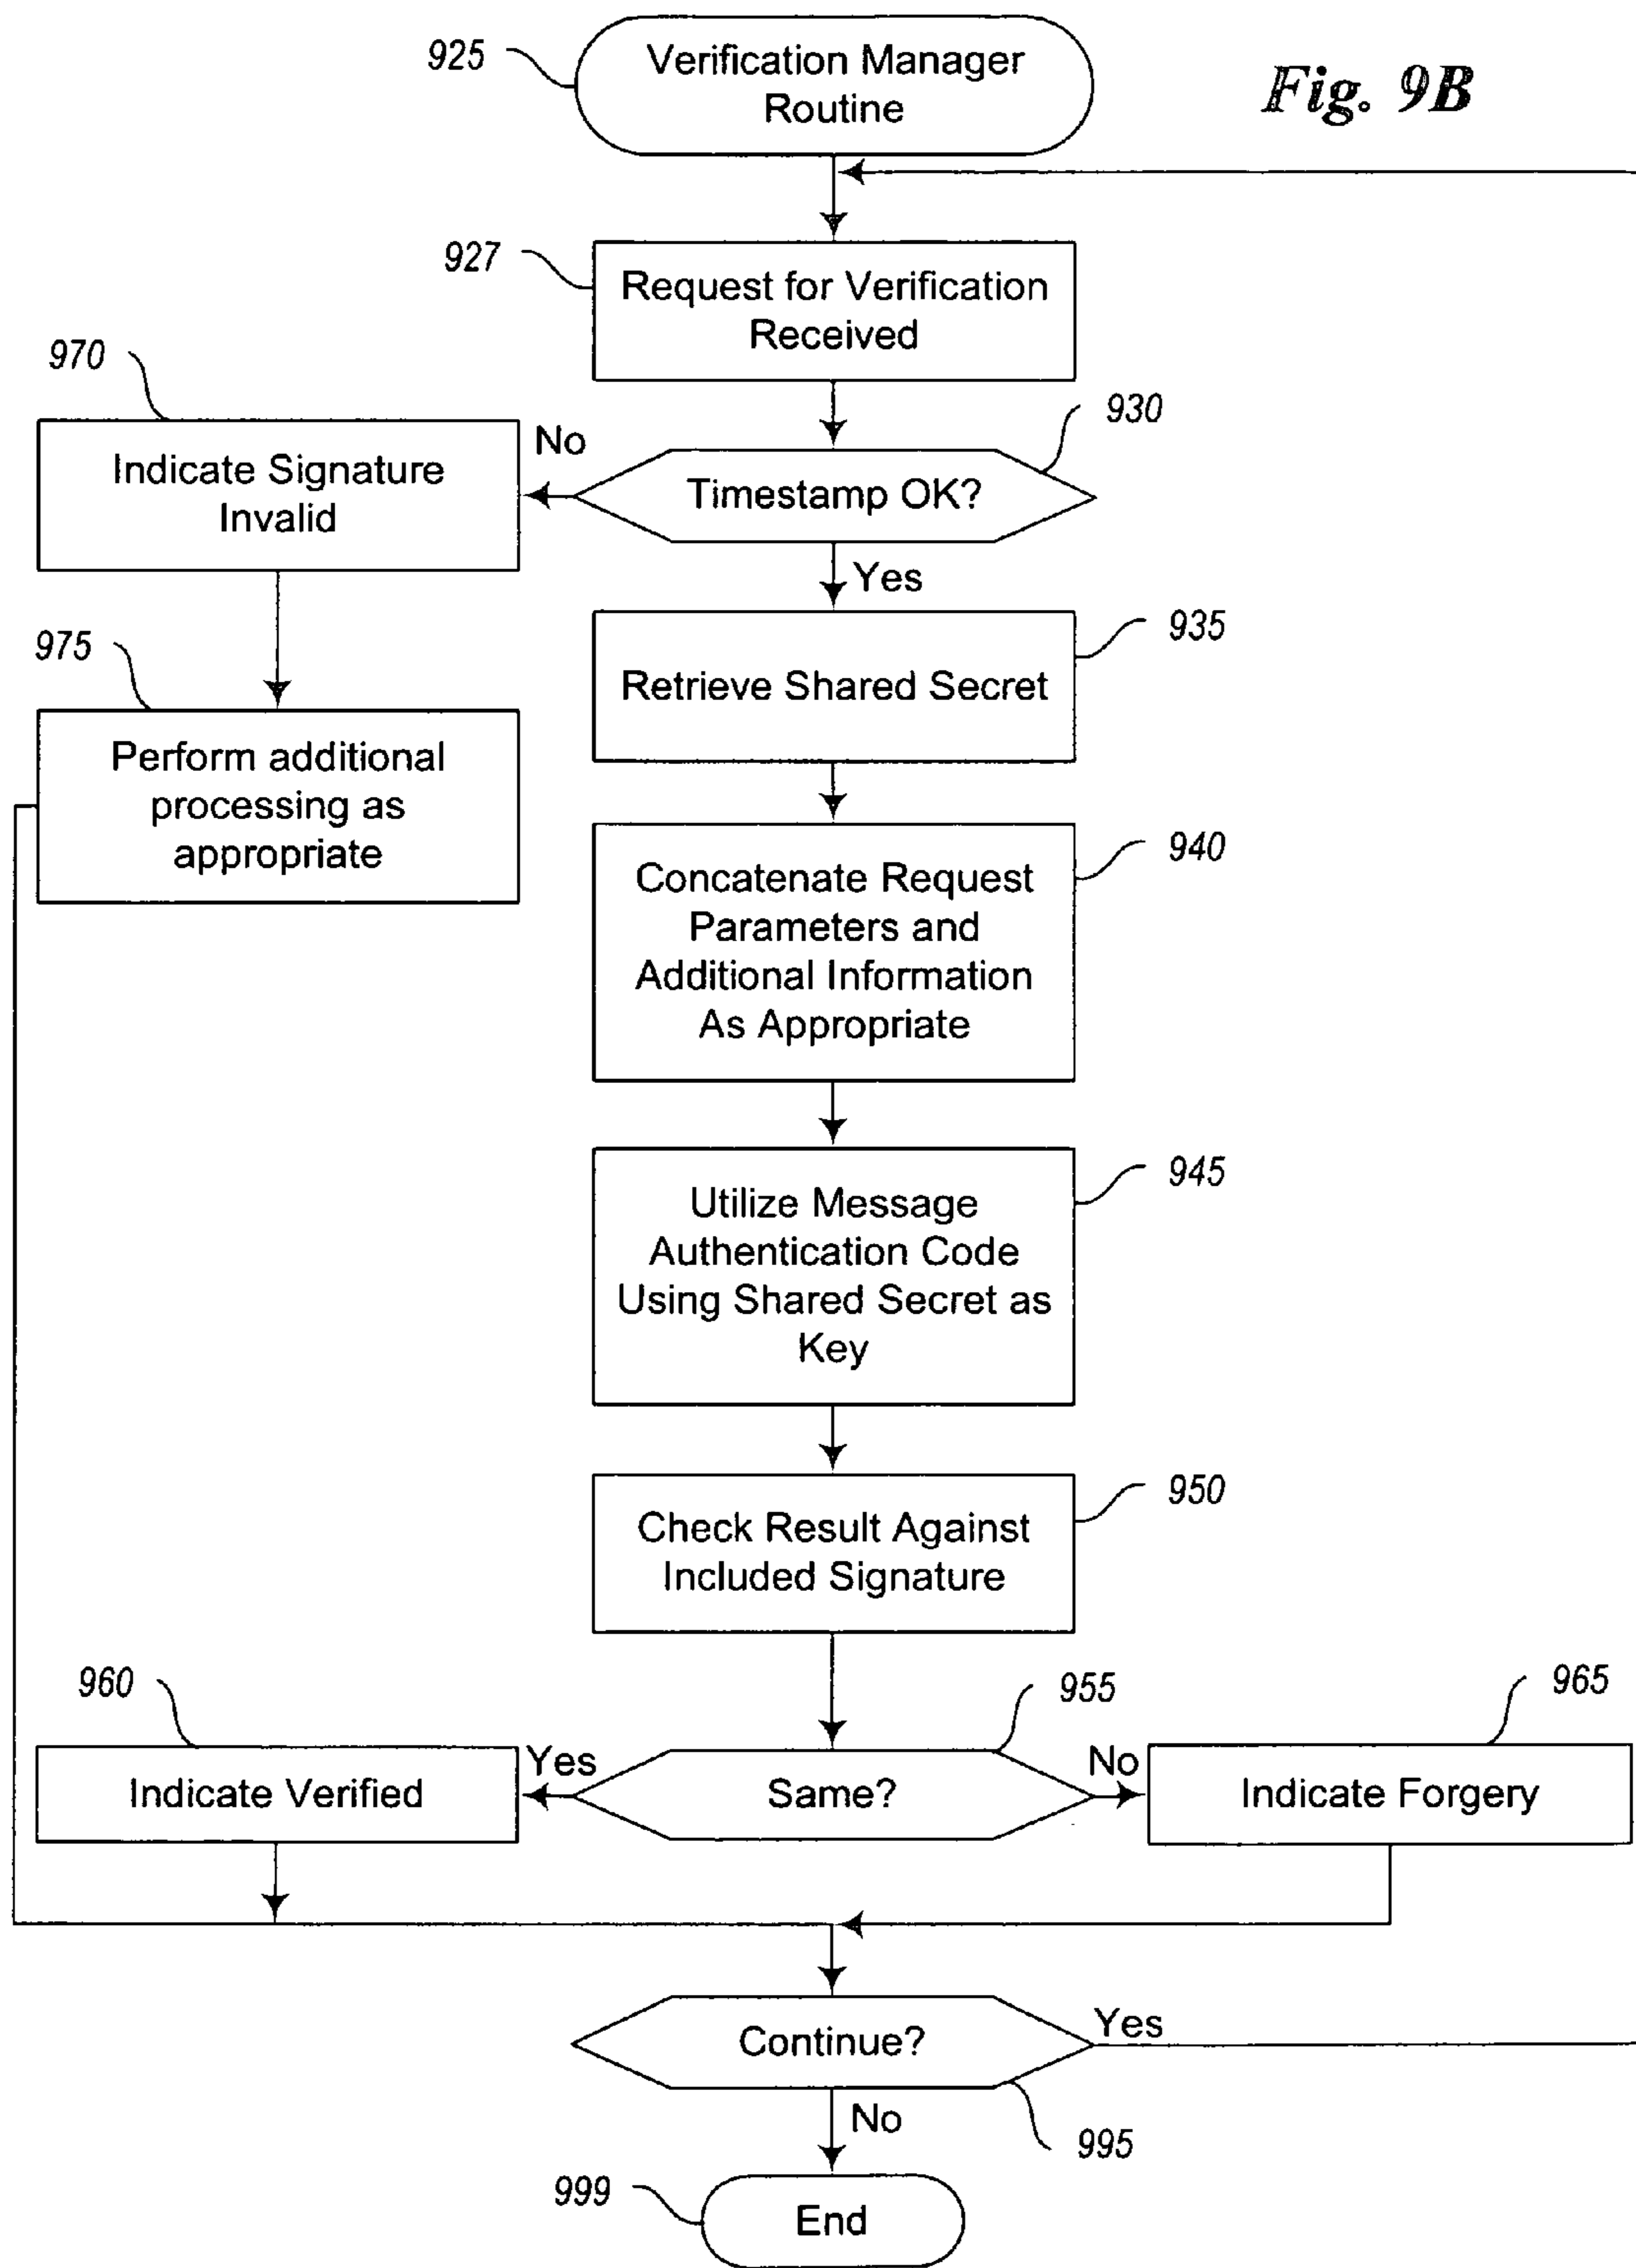 925
Verification Manager
Routine
Fig. 9B
927
Request for Verification
Received
970
Indicate Signature
Invalid
No
930
Timestamp OK?
Yes
975
Perform additional
processing as
appropriate
935
Retrieve Shared Secret
940
Concatenate Request
Parameters and
Additional Information
As Appropriate
945
Utilize Message
Authentication Code
Using Shared Secret as
Key
950
Check Result Against
Included Signature
960
Indicate Verified
Yes
955
Same?
No
965
Indicate Forgery
Continue?
Yes
995
No
999
End